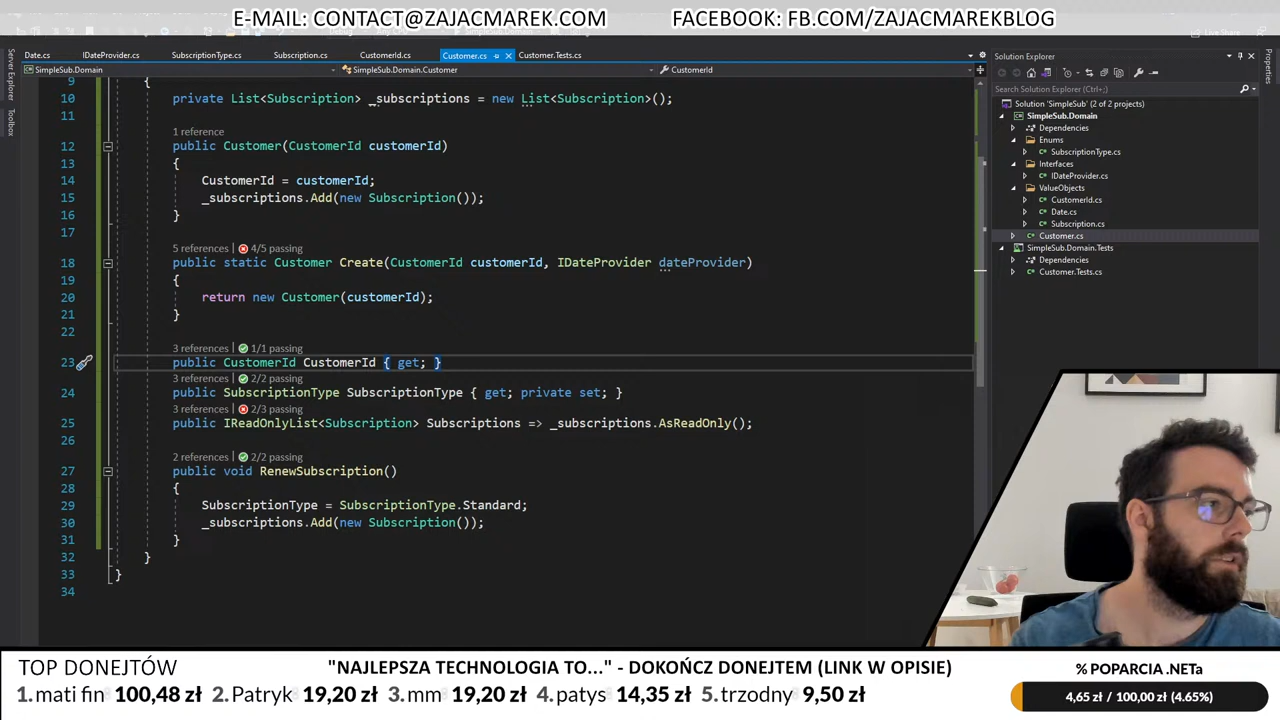 E-MAIL: CONTACT@ZAJACMAREK.COM FACEBOOK: FB.COM/ZAJACMAREKBLOG
Live Share
Date.cs IDateProvider.cs SubscriptionType.cs Subscription.cs CustomerId.cs Customer.cs Customer.Tests.cs
SimpleSub.Domain SimpleSub.Domain.Customer CustomerId
Server Explorer
Toolbox
Properties
9 {
10 private List<Subscription> _subscriptions = new List<Subscription>();
11
1 reference
12 public Customer(CustomerId customerId)
13 {
14 CustomerId = customerId;
15 _subscriptions.Add(new Subscription());
16 }
17
5 references | 4/5 passing
18 public static Customer Create(CustomerId customerId, IDateProvider dateProvider)
19 {
20 return new Customer(customerId);
21 }
22
3 references | 1/1 passing
23 public CustomerId CustomerId { get; }
3 references | 2/2 passing
24 public SubscriptionType SubscriptionType { get; private set; }
3 references | 2/3 passing
25 public IReadOnlyList<Subscription> Subscriptions => _subscriptions.AsReadOnly();
26
2 references | 2/2 passing
27 public void RenewSubscription()
28 {
29 SubscriptionType = SubscriptionType.Standard;
30 _subscriptions.Add(new Subscription());
31 }
32 }
33 }
34
Solution Explorer
Search Solution Explorer (Ctrl+;)
Solution 'SimpleSub' (2 of 2 projects)
SimpleSub.Domain
Dependencies
Enums
SubscriptionType.cs
Interfaces
IDateProvider.cs
ValueObjects
CustomerId.cs
Date.cs
Subscription.cs
Customer.cs
SimpleSub.Domain.Tests
Dependencies
Customer.Tests.cs
TOP DONEJTÓW "NAJLEPSZA TECHNOLOGIA TO..." - DOKOŃCZ DONEJTEM (LINK W OPISIE) % POPARCIA .NETa
1. mati fin 100,48 zł 2. Patryk 19,20 zł 3. mm 19,20 zł 4. patys 14,35 zł 5. trzodny 9,50 zł 4,65 zł / 100,00 zł (4.65%)